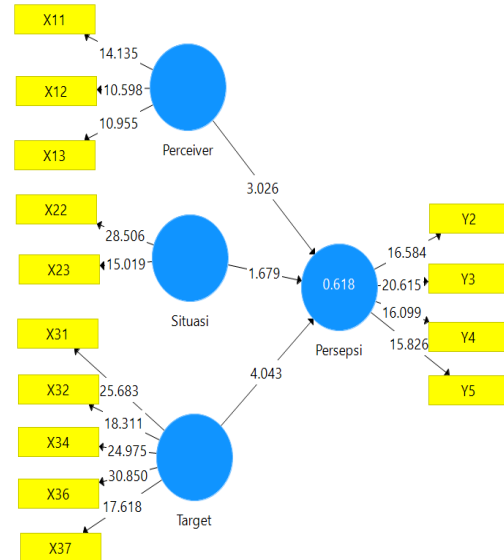 X11
14.135
X12
10.598
10.955
X13
Perceiver
3.026
X22
28.506
X23
15.019
1.679
Situasi
0.618
Persepsi
Y2
16.584
Y3
20.615
16.099
Y4
15.826
Y5
X31
25.683
X32
18.311
4.043
X34
24.975
X36
30.850
17.618
X37
Target